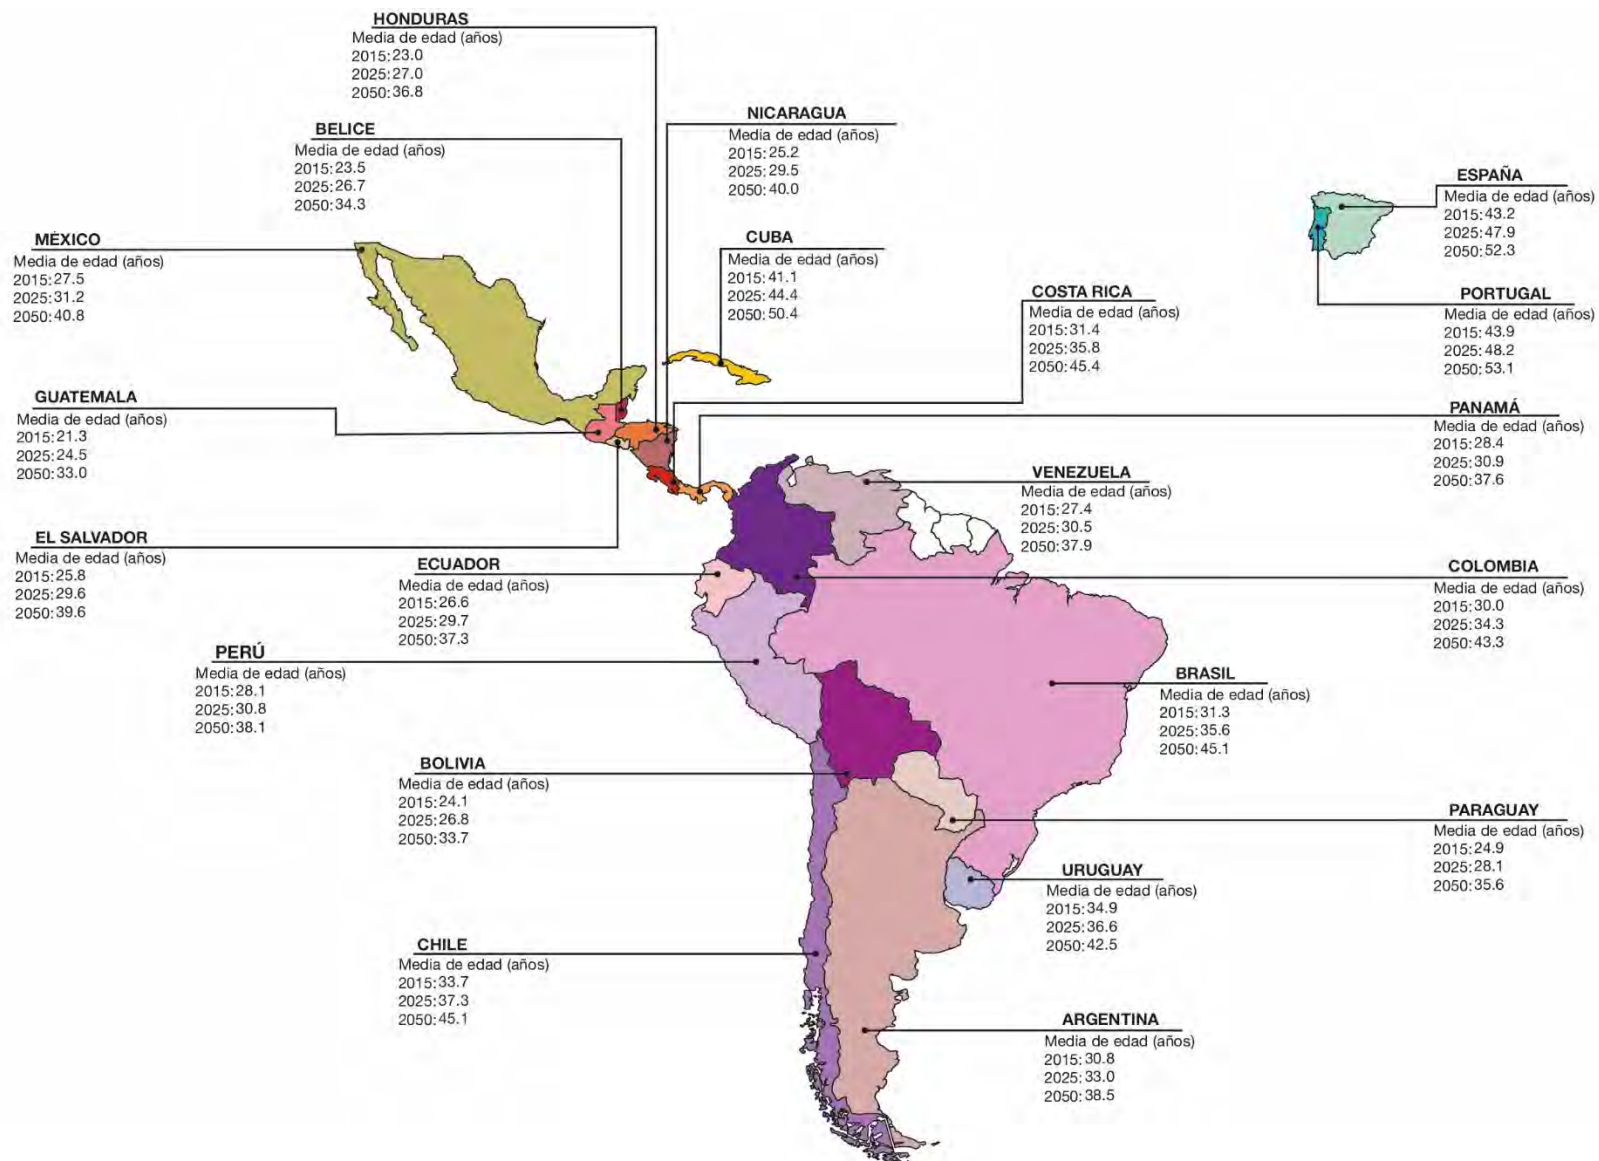 HONDURAS
Media de edad (años)
2015:23.0
2025:27.0
2050:36.8
NICARAGUA
Media de edad (años)
2015:25.2
2025:29.5
2050:40.0
BELICE
Media de edad (años)
2015:23.5
2025:26.7
2050:34.3
ESPAÑA
Media de edad (años)
2015:43.2
2025:47.9
2050:52.3
MÉXICO
Media de edad (años)
2015:27.5
2025:31.2
2050:40.8
CUBA
Media de edad (años)
2015:41.1
2025:44.4
2050:50.4
COSTA RICA
Media de edad (años)
2015:31.4
2025:35.8
2050:45.4
PORTUGAL
Media de edad (años)
2015:43.9
2025:48.2
2050:53.1
GUATEMALA
Media de edad (años)
2015:21.3
2025:24.5
2050:33.0
PANAMÁ
Media de edad (años)
2015:28.4
2025:30.9
2050:37.6
VENEZUELA
Media de edad (años)
2015:27.4
2025:30.5
2050:37.9
EL SALVADOR
Media de edad (años)
2015:25.8
2025:29.6
2050:39.6
ECUADOR
Media de edad (años)
2015:26.6
2025:29.7
2050:37.3
COLOMBIA
Media de edad (años)
2015:30.0
2025:34.3
2050:43.3
PERÚ
Media de edad (años)
2015:28.1
2025:30.8
2050:38.1
BRASIL
Media de edad (años)
2015:31.3
2025:35.6
2050:45.1
BOLIVIA
Media de edad (años)
2015:24.1
2025:26.8
2050:33.7
PARAGUAY
Media de edad (años)
2015:24.9
2025:28.1
2050:35.6
URUGUAY
Media de edad (años)
2015:34.9
2025:36.6
2050:42.5
CHILE
Media de edad (años)
2015:33.7
2025:37.3
2050:45.1
ARGENTINA
Media de edad (años)
2015:30.8
2025:33.0
2050:38.5